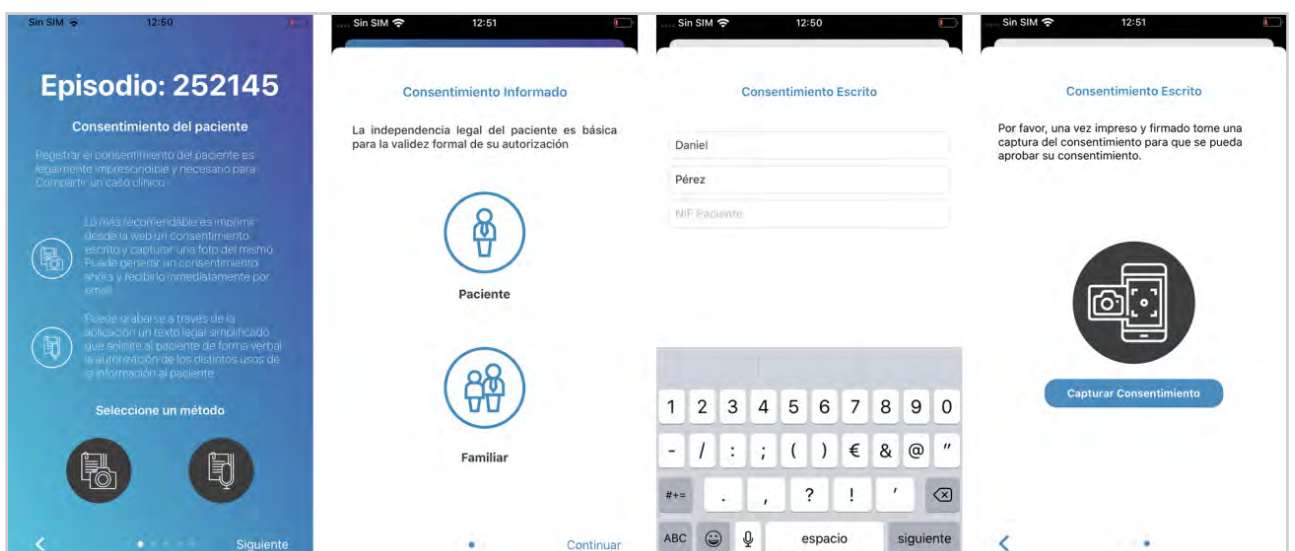 Sin SIM 12:50
Episodio: 252145
Consentimiento del paciente
Registrar el consentimiento del paciente es
legalmente imprescindible y necesario para
Compartir un caso clínico
Lo más recomendable es imprimir
desde la web un consentimiento
escrito y capturar una foto del mismo.
Puede generar un consentimiento
ahora y recibirlo inmediatamente por
email
Puede grabarse a través de la
aplicación un texto legal simplificado
que solicite al paciente de forma verbal
la autorización de los distintos usos de
la información al paciente
Seleccione un método
Siguiente
Sin SIM 12:51
Consentimiento Informado
La independencia legal del paciente es básica
para la validez formal de su autorización
Paciente
Familiar
Continuar
Sin SIM 12:50
Consentimiento Escrito
Daniel
Pérez
NIF Paciente
1 2 3 4 5 6 7 8 9 0
- / : ; ( ) € & @ "
#+= . , ? ! '
ABC espacio siguiente
Sin SIM 12:51
Consentimiento Escrito
Por favor, una vez impreso y firmado tome una
captura del consentimiento para que se pueda
aprobar su consentimiento.
Capturar Consentimiento